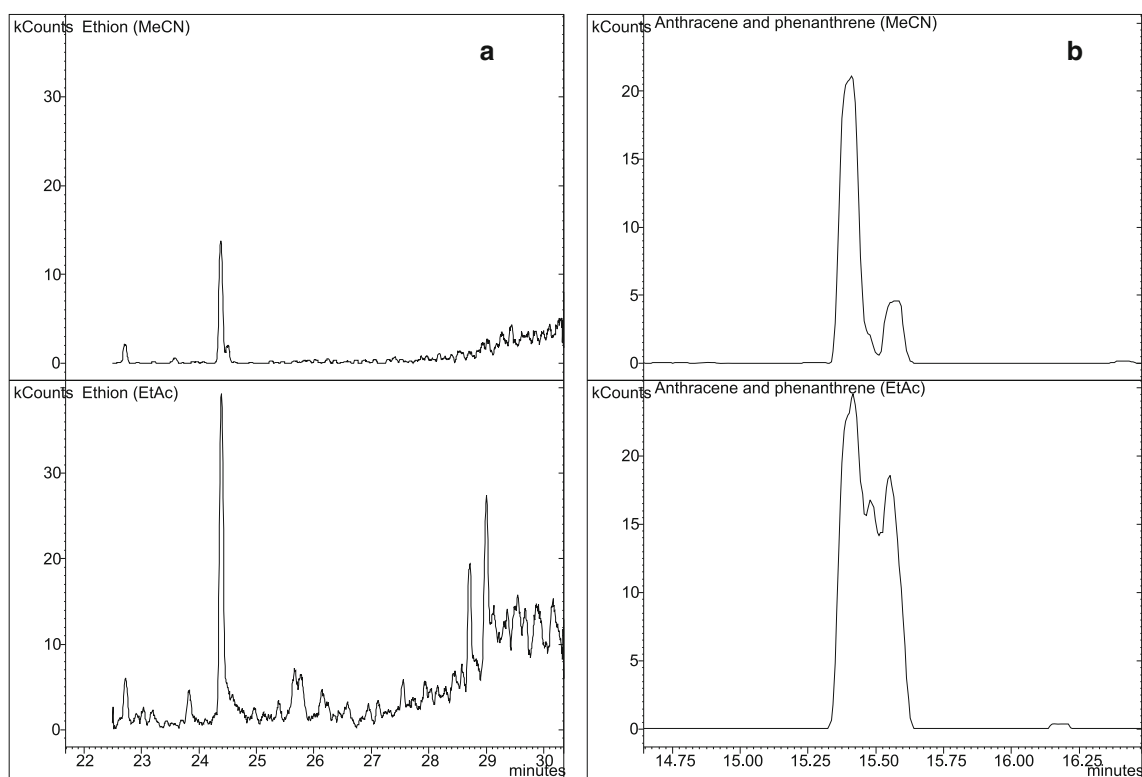 kCounts Ethion (MeCN)
a
30
20
10
0
kCounts Ethion (EtAc)
30
20
10
0
22 23 24 25 26 27 28 29 30
minutes
kCounts Anthracene and phenanthrene (MeCN)
b
20
15
10
5
0
kCounts Anthracene and phenanthrene (EtAc)
20
15
10
5
0
14.75 15.00 15.25 15.50 15.75 16.00 16.25
minutes